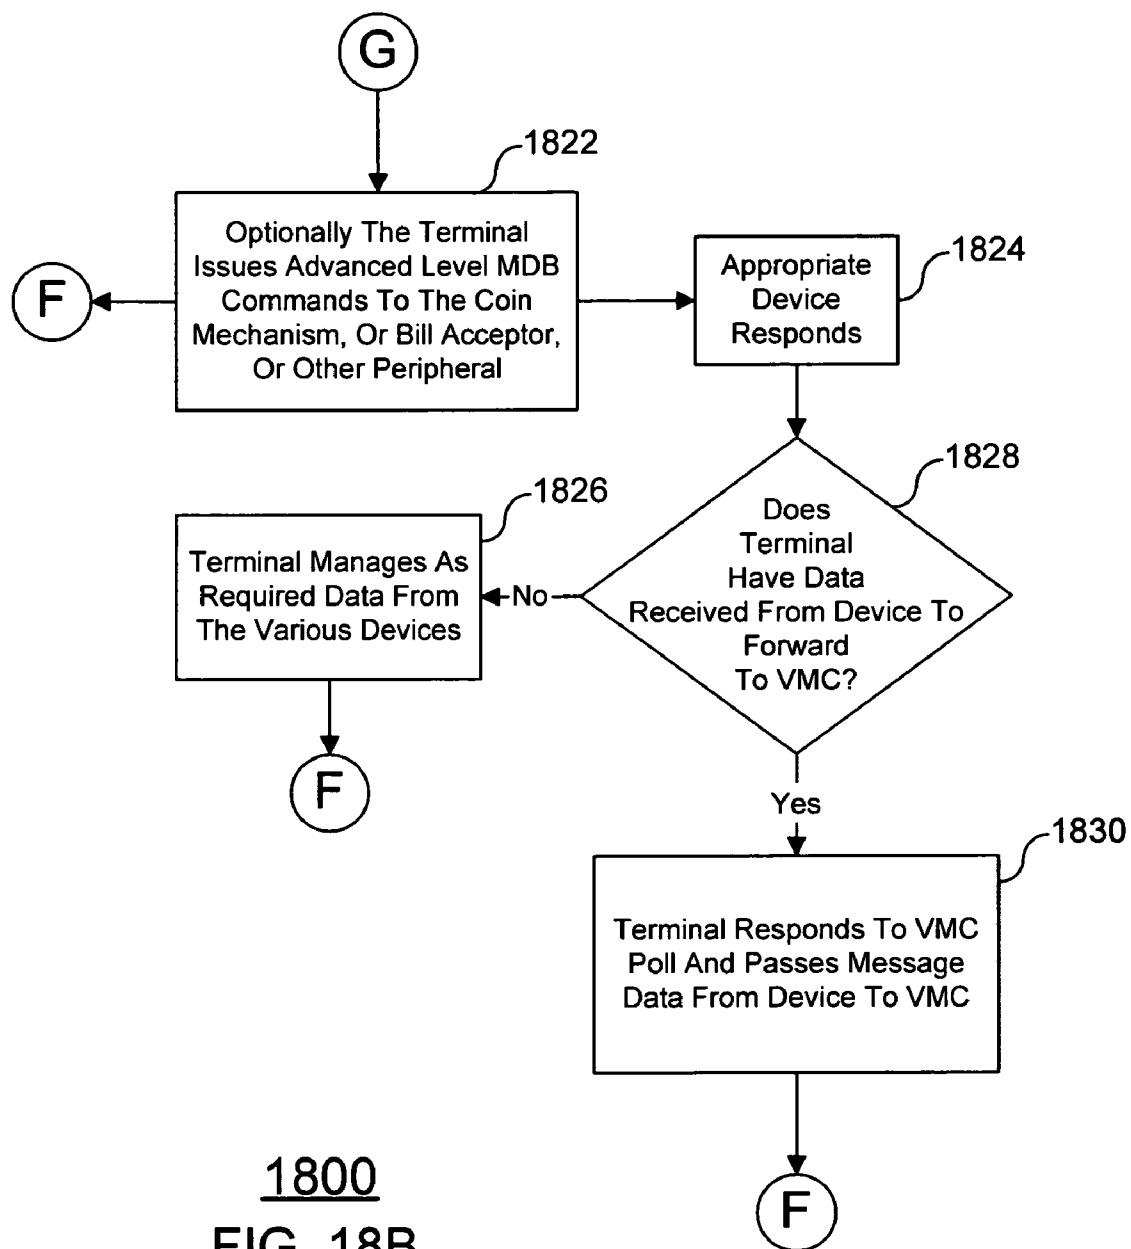 G
1822
Optionally The Terminal
Issues Advanced Level MDB
Commands To The Coin
Mechanism, Or Bill Acceptor,
Or Other Peripheral
F
1824
Appropriate
Device
Responds
1828
Does
Terminal
Have Data
Received From Device To
Forward
To VMC?
No
1826
Terminal Manages As
Required Data From
The Various Devices
F
Yes
1830
Terminal Responds To VMC
Poll And Passes Message
Data From Device To VMC
F
1800
FIG. 18B